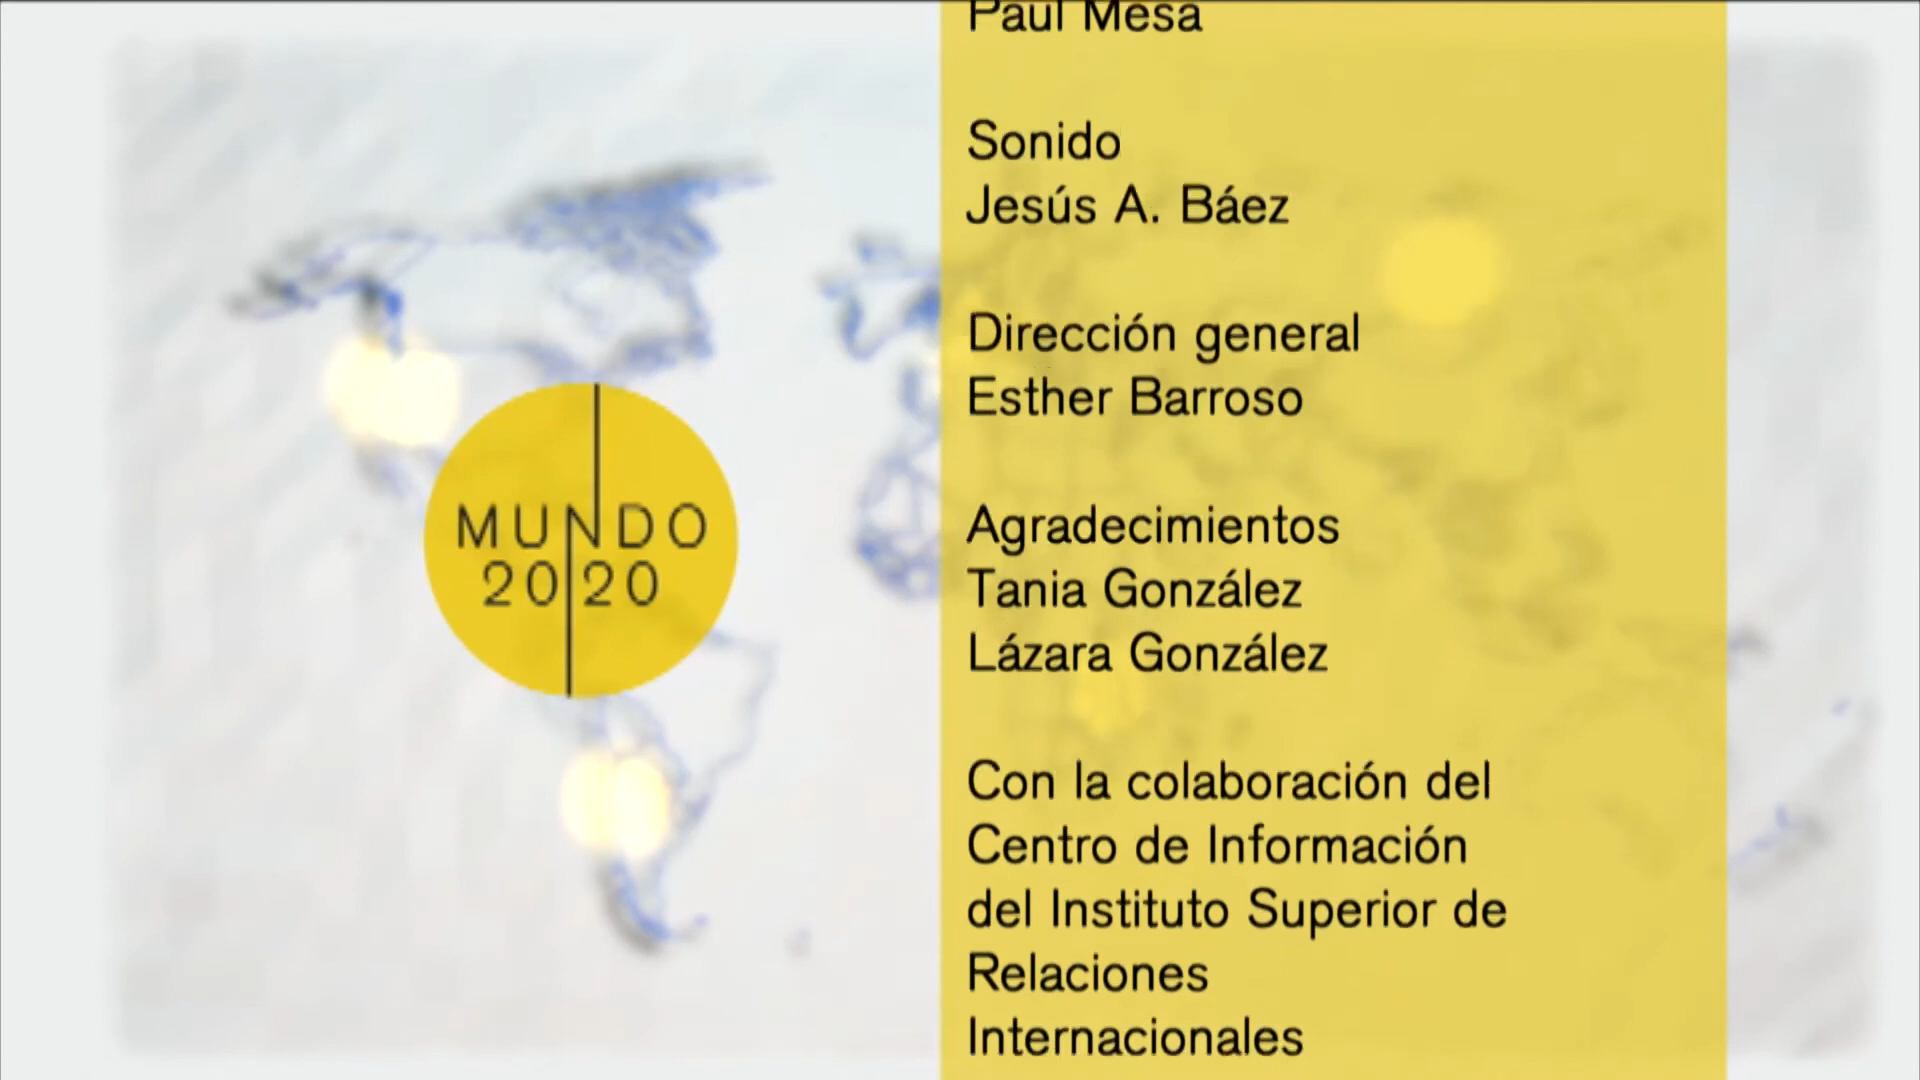 MUNDO
2020
Paul Mesa
Sonido
Jesús A. Báez
Dirección general
Esther Barroso
Agradecimientos
Tania González
Lázara González
Con la colaboración del
Centro de Información
del Instituto Superior de
Relaciones
Internacionales